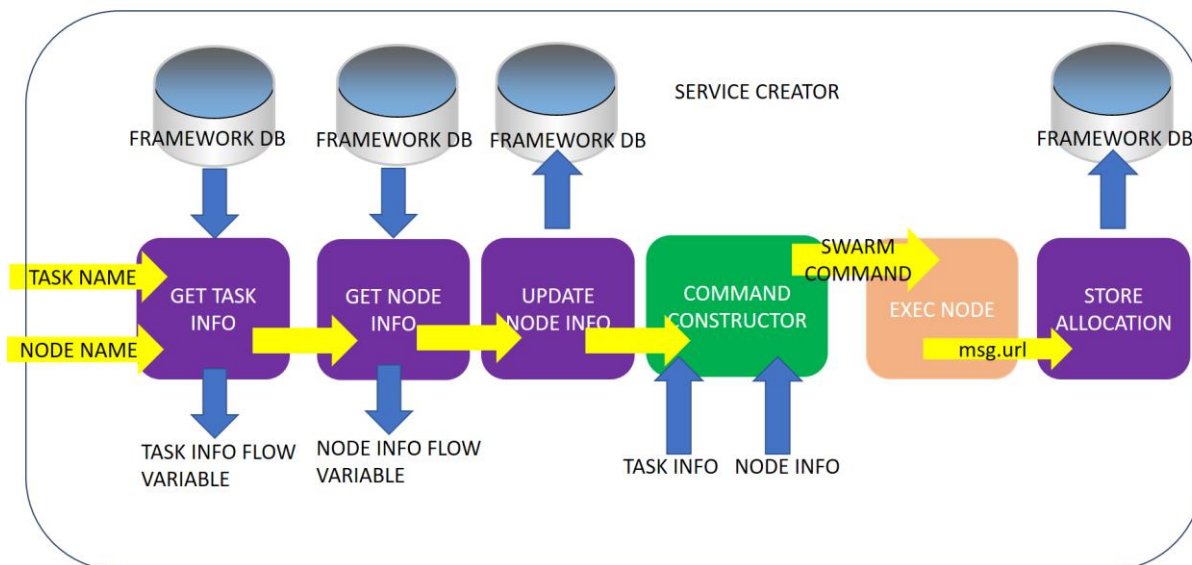 SERVICE CREATOR
FRAMEWORK DB
FRAMEWORK DB
FRAMEWORK DB
FRAMEWORK DB
TASK NAME
NODE NAME
GET TASK
INFO
GET NODE
INFO
UPDATE
NODE INFO
COMMAND
CONSTRUCTOR
SWARM
COMMAND
EXEC NODE
msg.url
STORE
ALLOCATION
TASK INFO FLOW
VARIABLE
NODE INFO FLOW
VARIABLE
TASK INFO
NODE INFO